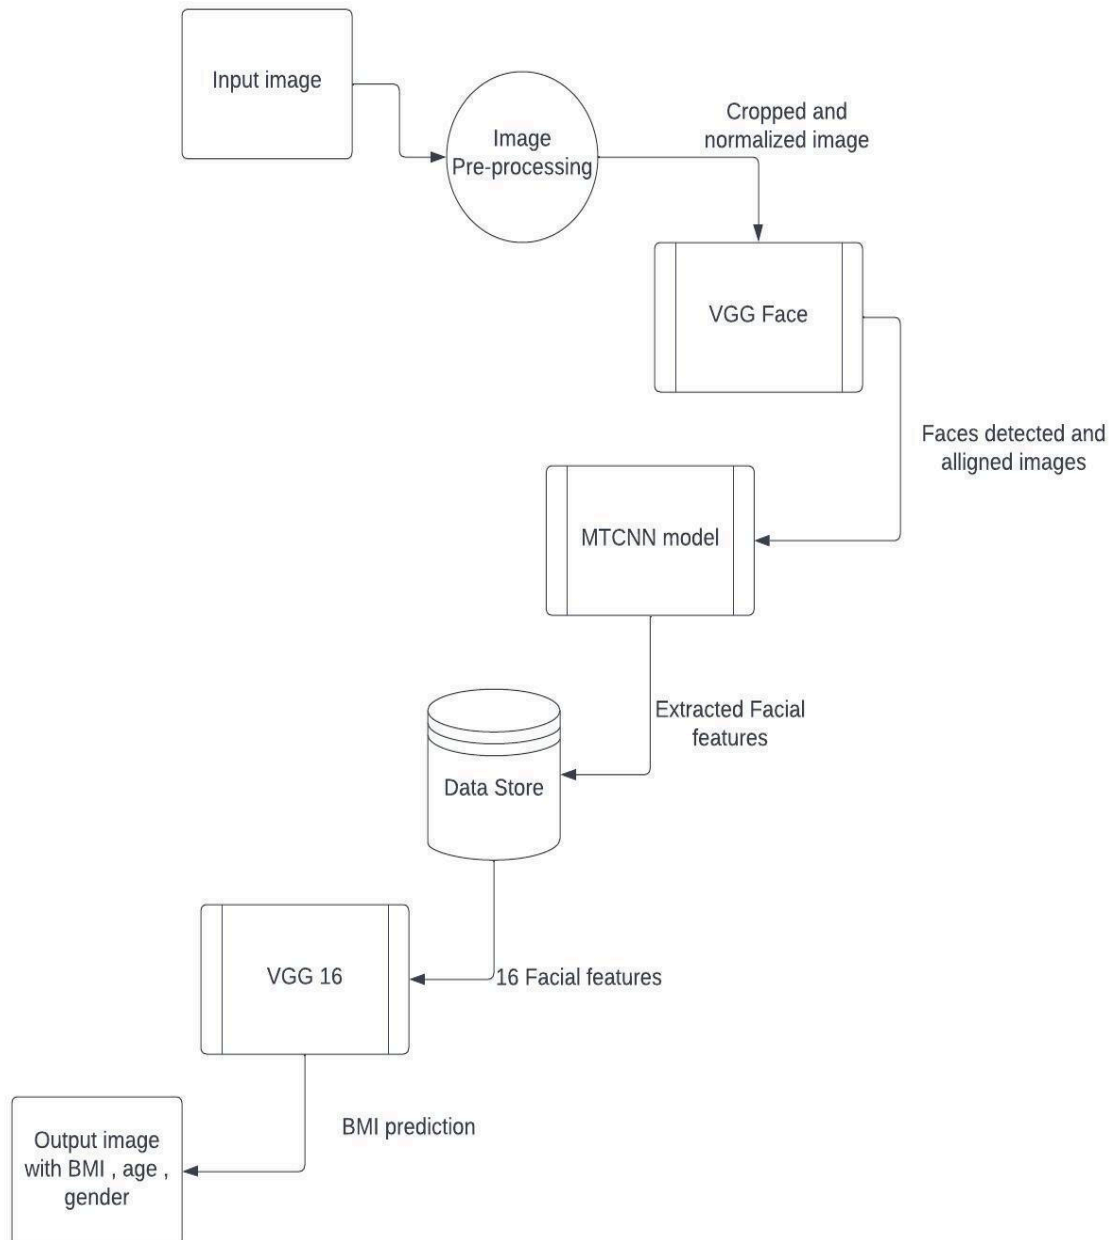 Input image
Image
Pre-processing
Cropped and
normalized image
VGG Face
Faces detected and
alligned images
MTCNN model
Extracted Facial
features
Data Store
VGG 16
16 Facial features
BMI prediction
Output image
with BMI , age ,
gender